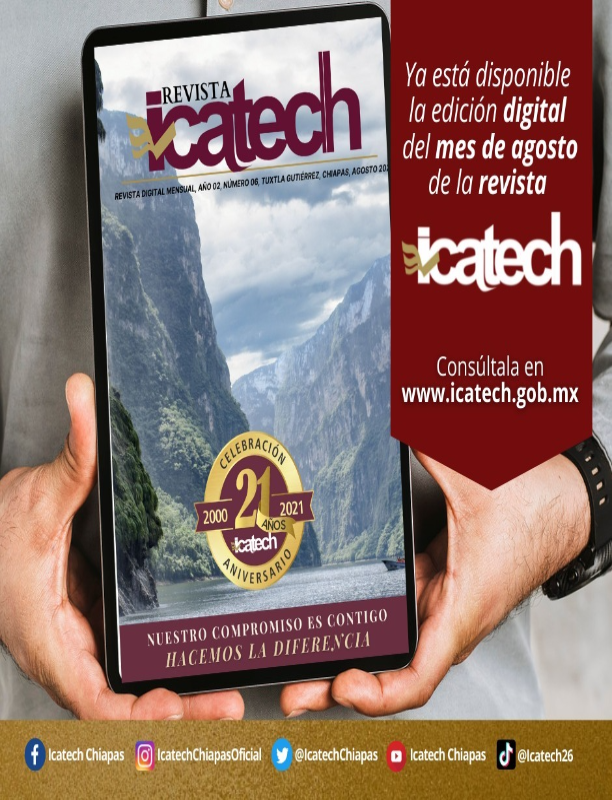 REVISTA
icatech
REVISTA DIGITAL MENSUAL, AÑO 02, NÚMERO 06, TUXTLA GUTIÉRREZ, CHIAPAS, AGOSTO
CELEBRACIÓN
2000 21 2021
AÑOS
icatech
ANIVERSARIO
NUESTRO COMPROMISO ES CONTIGO
HACEMOS LA DIFERENCIA
Ya está disponible
la edición digital
del mes de agosto
de la revista
icatech
Consúltala en
www.icatech.gob.mx
Icatech Chiapas
IcatechChiapasOficial
@IcatechChiapas
Icatech Chiapas
@Icatech26